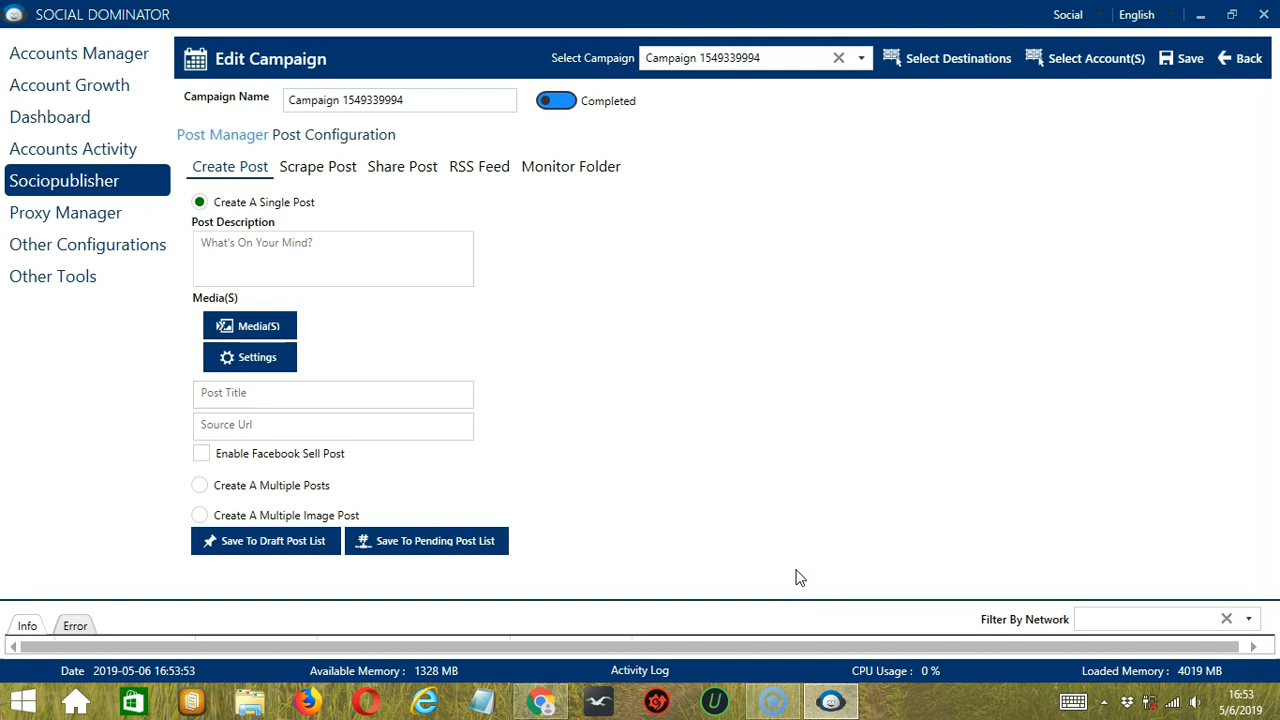 SOCIAL DOMINATOR
Social
English
Accounts Manager
Account Growth
Dashboard
Accounts Activity
Sociopublisher
Proxy Manager
Other Configurations
Other Tools
Edit Campaign
Select Campaign
Campaign 1549339994
Select Destinations
Select Account(S)
Save
Back
Campaign Name
Campaign 1549339994
Completed
Post Manager Post Configuration
Create Post Scrape Post Share Post RSS Feed Monitor Folder
Create A Single Post
Post Description
What's On Your Mind?
Media(S)
Media(S)
Settings
Post Title
Source Url
Enable Facebook Sell Post
Create A Multiple Posts
Create A Multiple Image Post
Save To Draft Post List
Save To Pending Post List
Info
Error
Filter By Network
Date 2019-05-06 16:53:53
Available Memory : 1328 MB
Activity Log
CPU Usage : 0 %
Loaded Memory : 4019 MB
16:53
5/6/2019